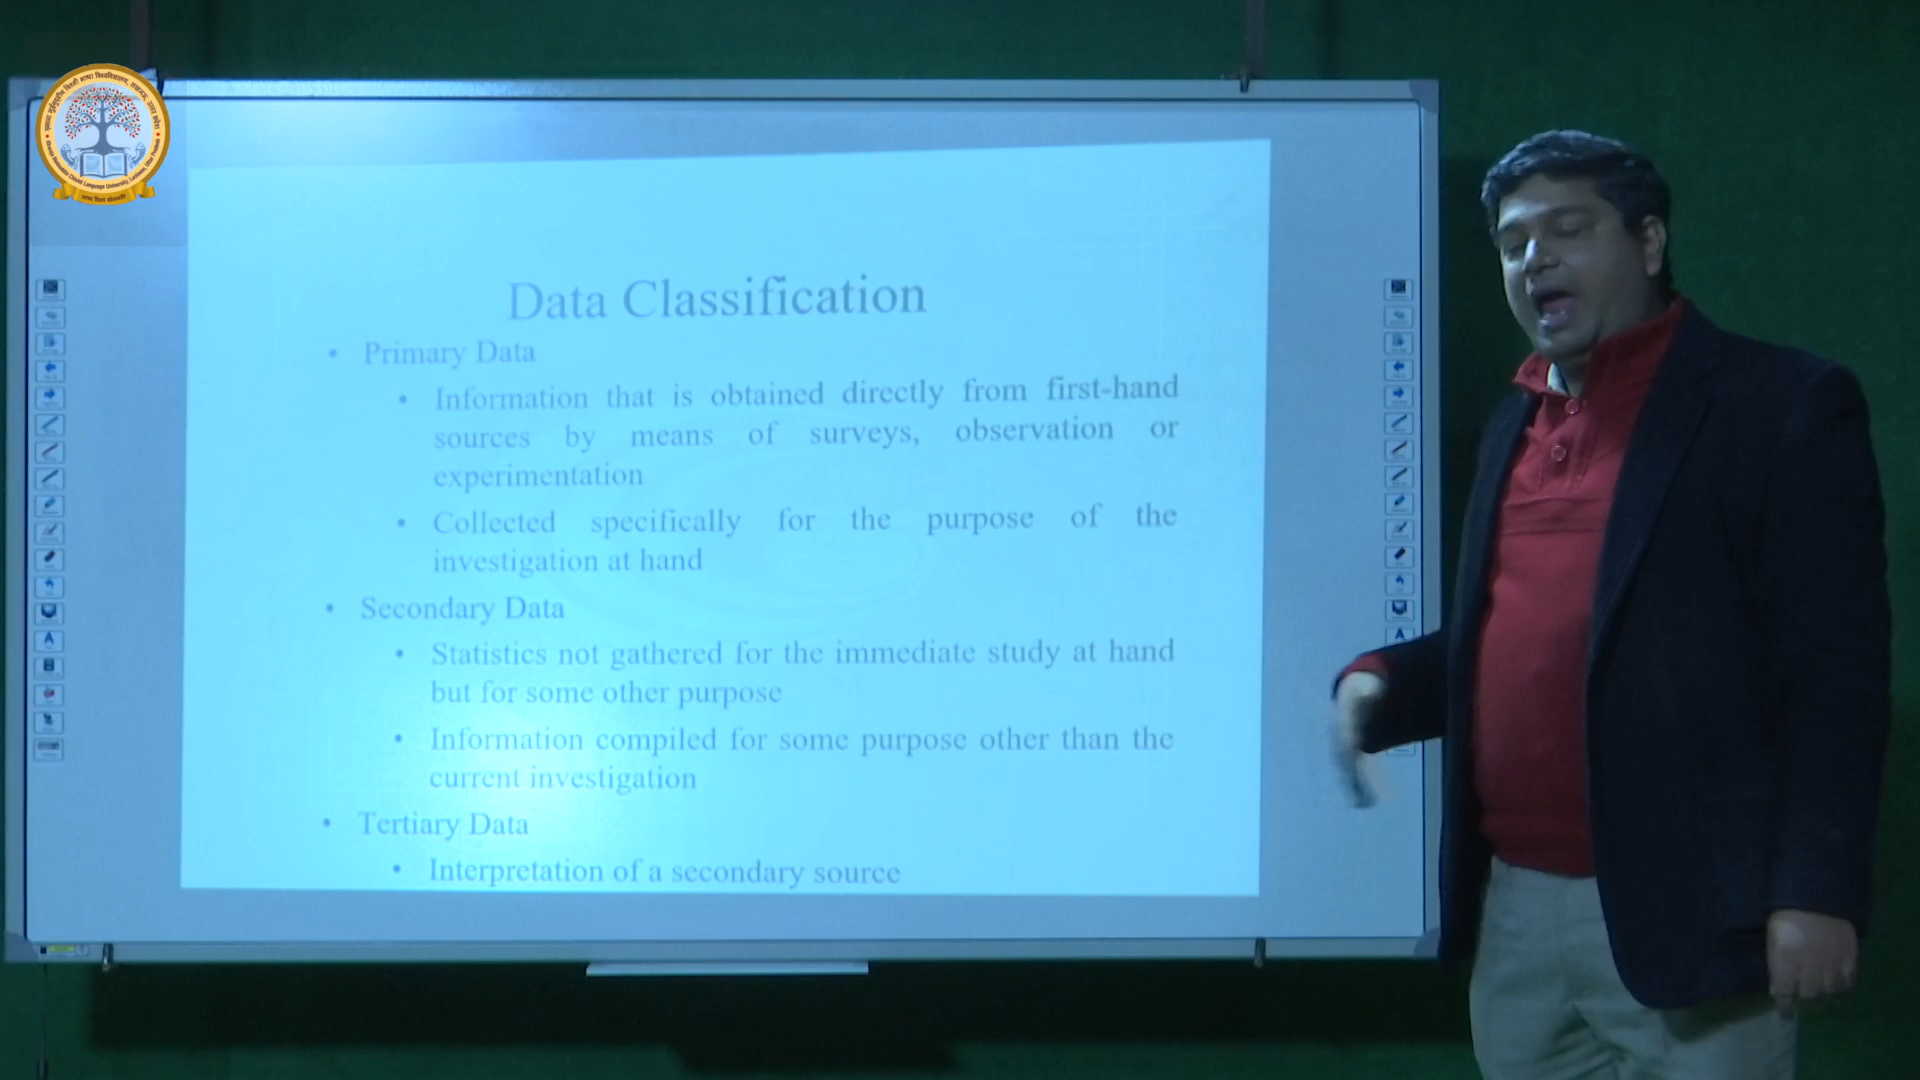 Data Classification
• Primary Data
• Information that is obtained directly from first-hand
sources by means of surveys, observation or
experimentation
• Collected specifically for the purpose of the
investigation at hand
• Secondary Data
• Statistics not gathered for the immediate study at hand
but for some other purpose
• Information compiled for some purpose other than the
current investigation
• Tertiary Data
• Interpretation of a secondary source